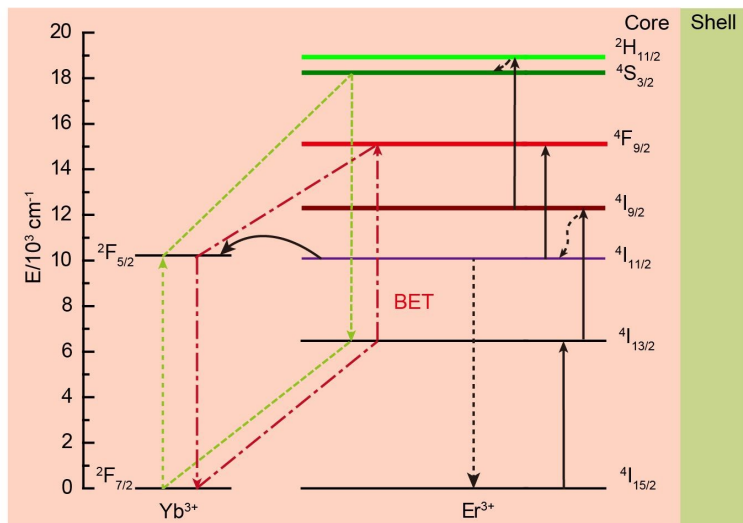 Core
Shell
20
18
16
14
12
10
8
6
4
2
0
E/10³ cm⁻¹
²F₅/₂
²F₇/₂
Yb³⁺
BET
²H₁₁/₂
⁴S₃/₂
⁴F₉/₂
⁴I₉/₂
⁴I₁₁/₂
⁴I₁₃/₂
⁴I₁₅/₂
Er³⁺